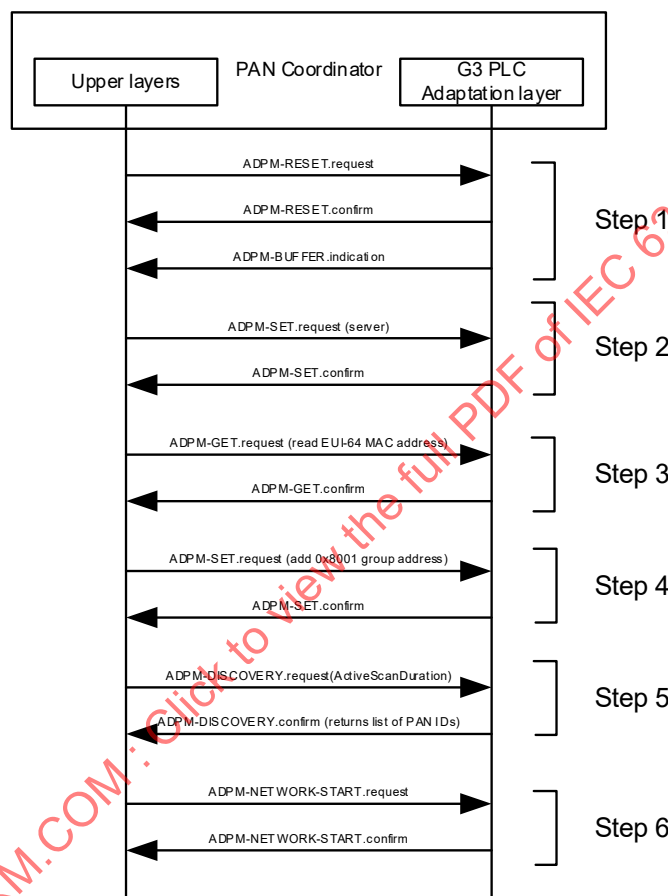 PAN Coordinator
Upper layers
G3 PLC
Adaptation layer
ADPM-RESET.request
ADPM-RESET.confirm
ADPM-BUFFER.indication
Step 1
ADPM-SET.request (server)
ADPM-SET.confirm
Step 2
ADPM-GET.request (read EUI-64 MAC address)
ADPM-GET.confirm
Step 3
ADPM-SET.request (add 0x8001 group address)
ADPM-SET.confirm
Step 4
ADPM-DISCOVERY.request(ActiveScanDuration)
ADPM-DISCOVERY.confirm (returns list of PAN IDs)
Step 5
ADPM-NETWORK-START.request
ADPM-NETWORK-START.confirm
Step 6
M.COM : Click to view the full PDF of IEC 63